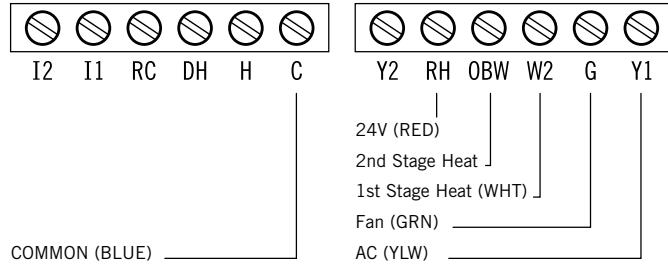 I2 I1 RC DH H C Y2 RH OBW W2 G Y1
24V (RED)
2nd Stage Heat
1st Stage Heat (WHT)
Fan (GRN)
COMMON (BLUE) AC (YLW)